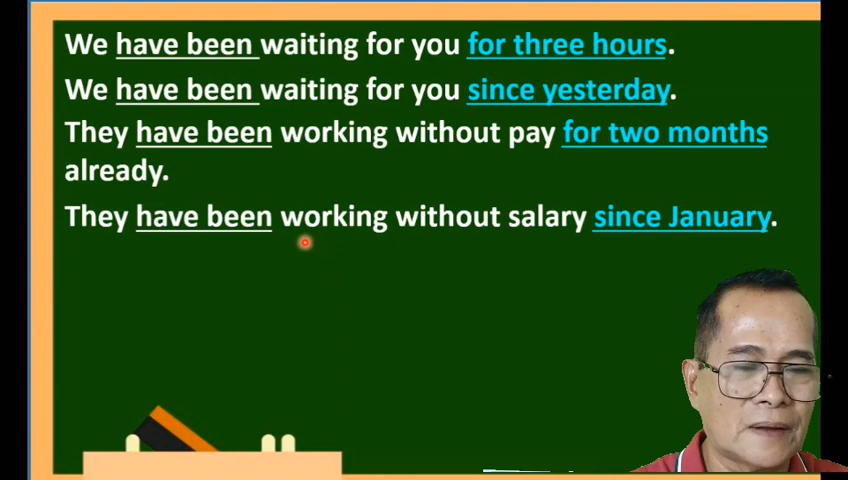 We have been waiting for you for three hours.
We have been waiting for you since yesterday.
They have been working without pay for two months
already.
They have been working without salary since January.